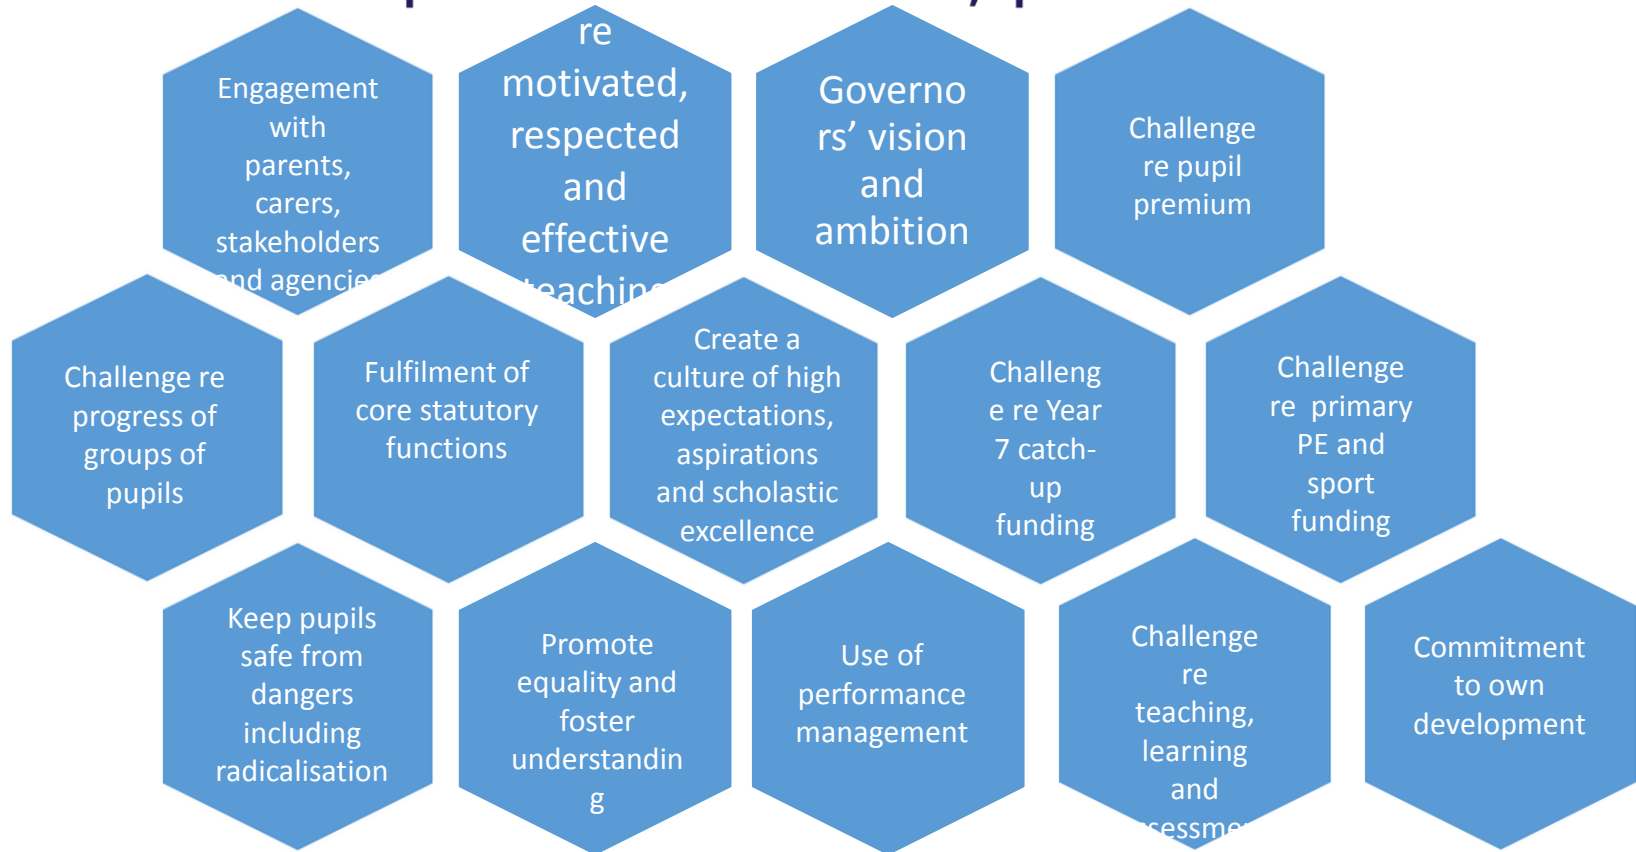 Engagement
with
parents,
carers,
stakeholders
and agencies
re
motivated,
respected
and
effective
teaching
Governo
rs’ vision
and
ambition
Challenge
re pupil
premium
Challenge re
progress of
groups of
pupils
Fulfilment of
core statutory
functions
Create a
culture of high
expectations,
aspirations
and scholastic
excellence
Challeng
e re Year
7 catch-
up
funding
Challenge
re primary
PE and
sport
funding
Keep pupils
safe from
dangers
including
radicalisation
Promote
equality and
foster
understandin
g
Use of
performance
management
Challenge
re
teaching,
learning
and
assessment
Commitment
to own
development